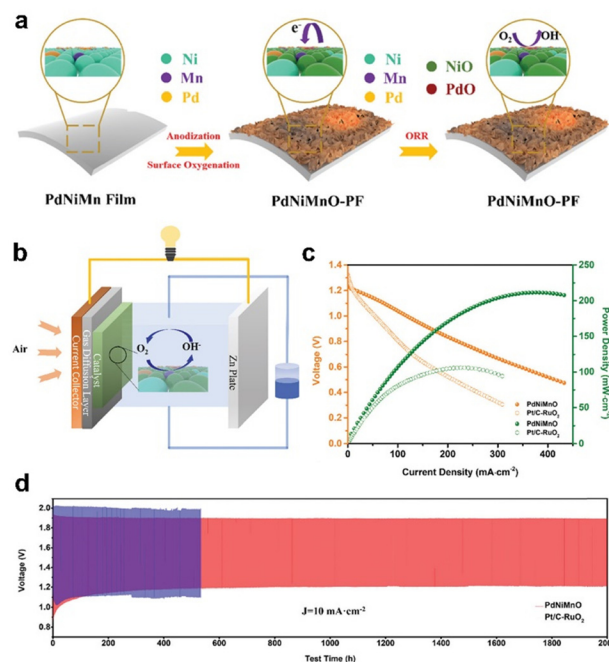 a
e-
O₂ OH-
Ni
Mn
Pd
Ni
Mn
Pd
NiO
PdO
Anodization
Surface Oxygenation
ORR
PdNiMn Film
PdNiMnO-PF
PdNiMnO-PF
b
Air
Current Collector
Gas Diffusion Layer
Catalyst
O₂
OH-
Zn Plate
c
1.4
1.2
1.0
0.8
0.6
0.4
0.2
0.0
Voltage (V)
250
200
150
100
50
0
Power Density (mW·cm⁻²)
PdNiMnO
Pt/C-RuO₂
PdNiMnO
Pt/C-RuO₂
0 100 200 300 400
Current Density (mA·cm⁻²)
d
2.0
1.8
1.6
1.4
1.2
1.0
0.8
Voltage (V)
J=10 mA·cm⁻²
PdNiMnO
Pt/C-RuO₂
0 200 400 600 800 1000 1200 1400 1600 1800 2000
Test Time (h)